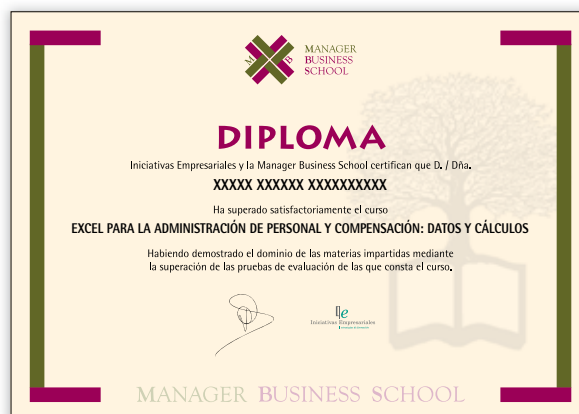 M B
MANAGER
BUSINESS
SCHOOL
DIPLOMA
Iniciativas Empresariales y la Manager Business School certifican que D. / Dña.
XXXXX XXXXXX XXXXXXXXXX
Ha superado satisfactoriamente el curso
EXCEL PARA LA ADMINISTRACIÓN DE PERSONAL Y COMPENSACIÓN: DATOS Y CÁLCULOS
Habiendo demostrado el dominio de las materias impartidas mediante
la superación de las pruebas de evaluación de las que consta el curso.
Ie
Iniciativas Empresariales
MANAGER BUSINESS SCHOOL